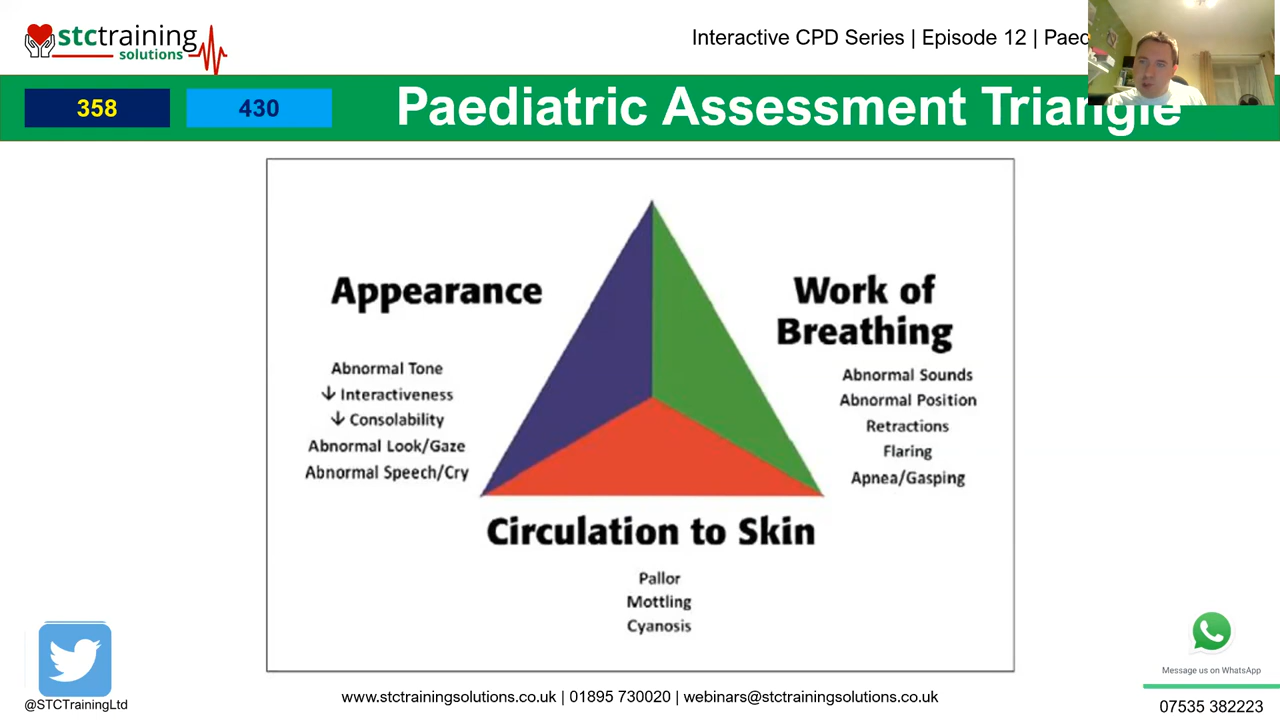 stctraining
solutions
Interactive CPD Series | Episode 12 |
358
430
Paediatric Assessment Triangle
Appearance
Abnormal Tone
↓ Interactiveness
↓ Consolability
Abnormal Look/Gaze
Abnormal Speech/Cry
Work of
Breathing
Abnormal Sounds
Abnormal Position
Retractions
Flaring
Apnea/Gasping
Circulation to Skin
Pallor
Mottling
Cyanosis
@STCTrainingLtd
www.stctrainingsolutions.co.uk | 01895 730020 | webinars@stctrainingsolutions.co.uk
Message us on WhatsApp
07535 382223